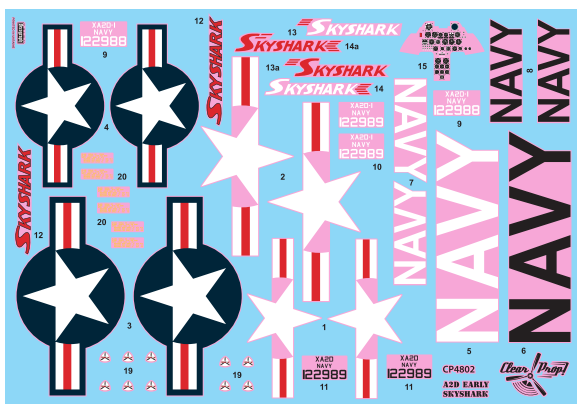 XA2D-1
NAVY
122988
9
12
SKYSHARK
13
SKYSHARK
SKYSHARK
14a
13a
SKYSHARK
SKYSHARK
14
15
NAVY
NAVY
8
4
XA2D-1
NAVY
122989
XA2D-1
NAVY
122989
10
NAVY
NAVY
7
XA2D-1
NAVY
122988
9
20
20
2
SKYSHARK
12
NAVY
5
NAVY
6
3
1
19
19
XA2D
NAVY
122989
11
XA2D
NAVY
122989
11
CP4802
A2D EARLY
SKYSHARK
Clear Prop!